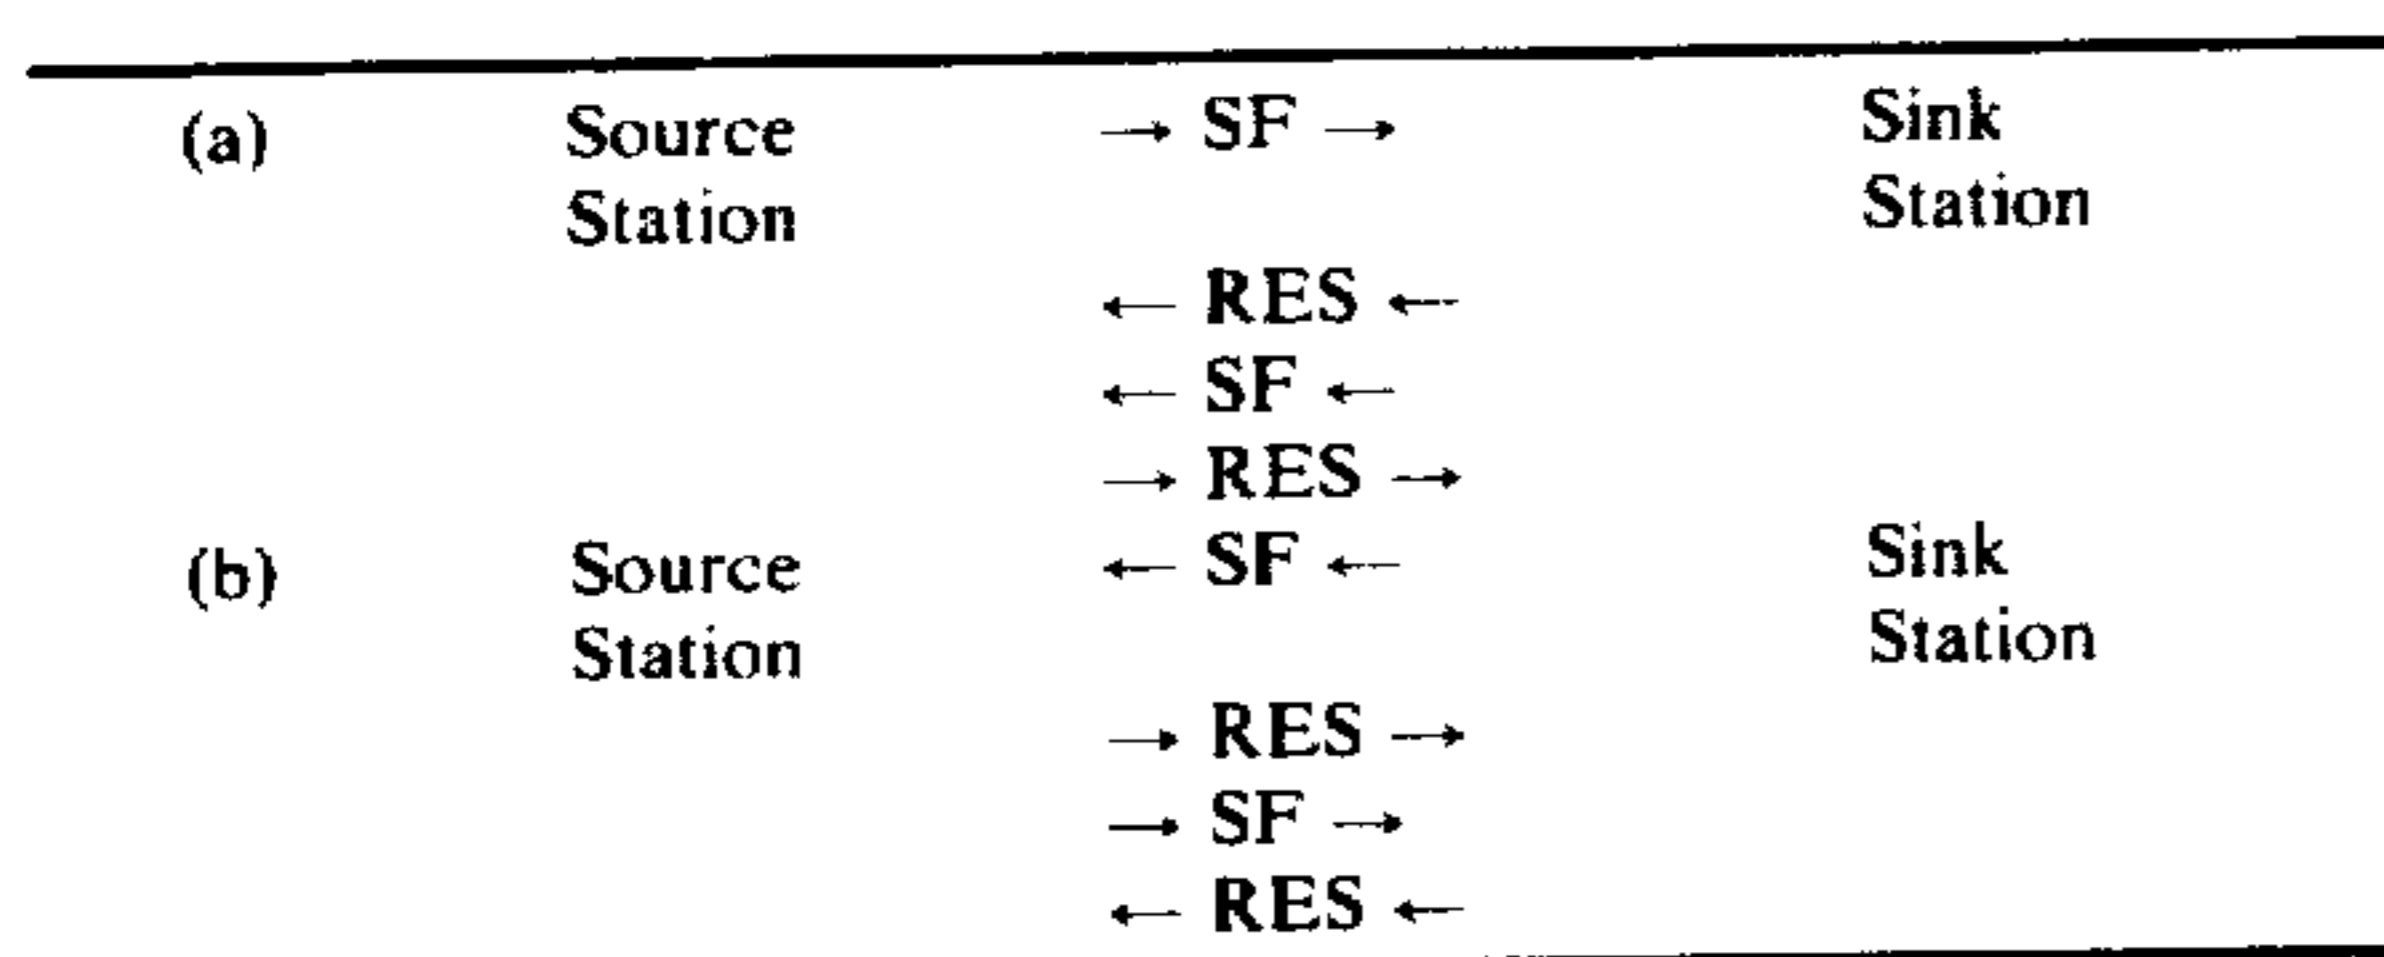 (a) Source → SF → Sink
Station Station
← RES ←
← SF ←
→ RES →
(b) Source ← SF ← Sink
Station Station
→ RES →
→ SF →
← RES ←